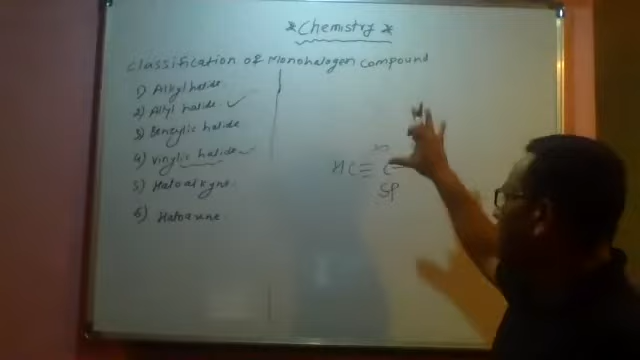 * Chemistry *
Classification of Monohalogen Compound
1) Alkyl halide.
2) Allyl halide. ✓
3) Benzylic halide
4) Vinylic halide ✓
5) Haloalkyne.
6) Haloarene.
HC ≡ C –
SP